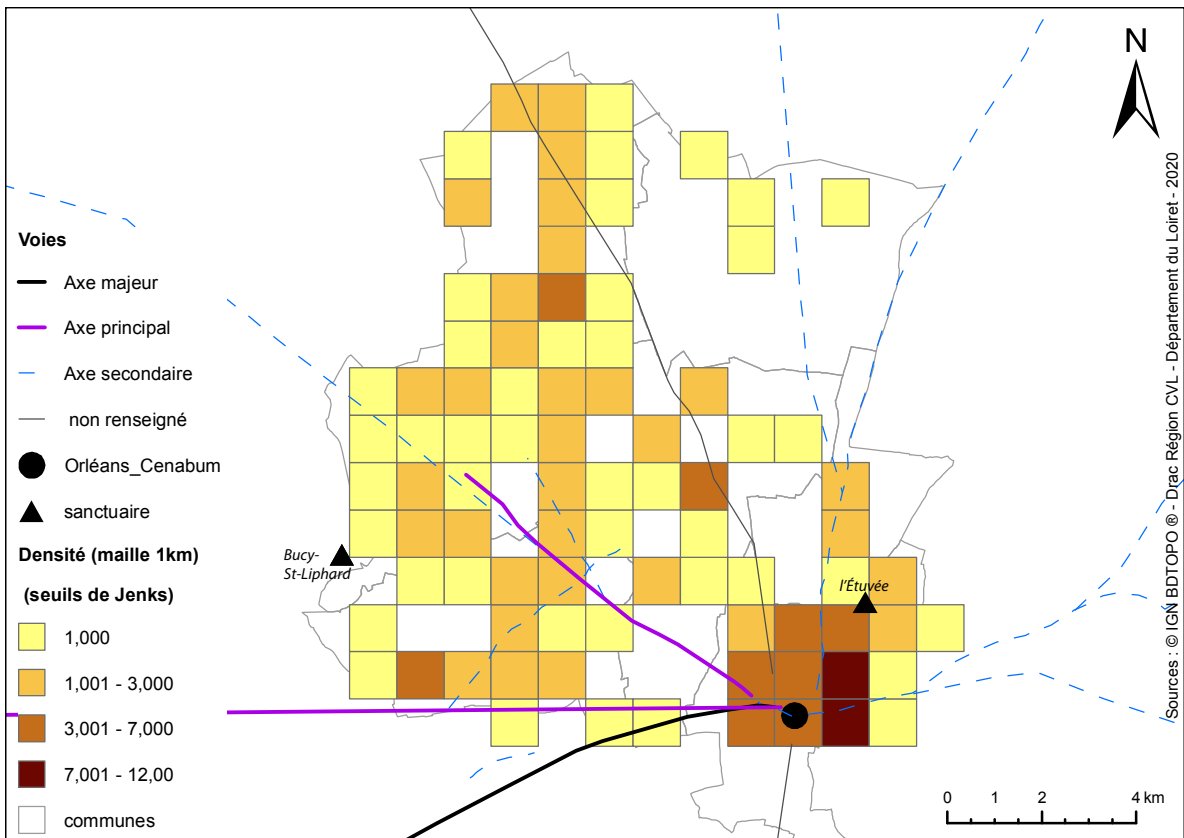 N
Voies
Axe majeur
Axe principal
Axe secondaire
non renseigné
Orléans_Cenabum
sanctuaire
Densité (maille 1km)
(seuils de Jenks)
1,000
1,001 - 3,000
3,001 - 7,000
7,001 - 12,00
communes
Bucy-
St-Liphard
l'Étuvée
0 1 2 4 km
Sources : © IGN BDTOPO ® - Drac Région CVL - Département du Loiret - 2020